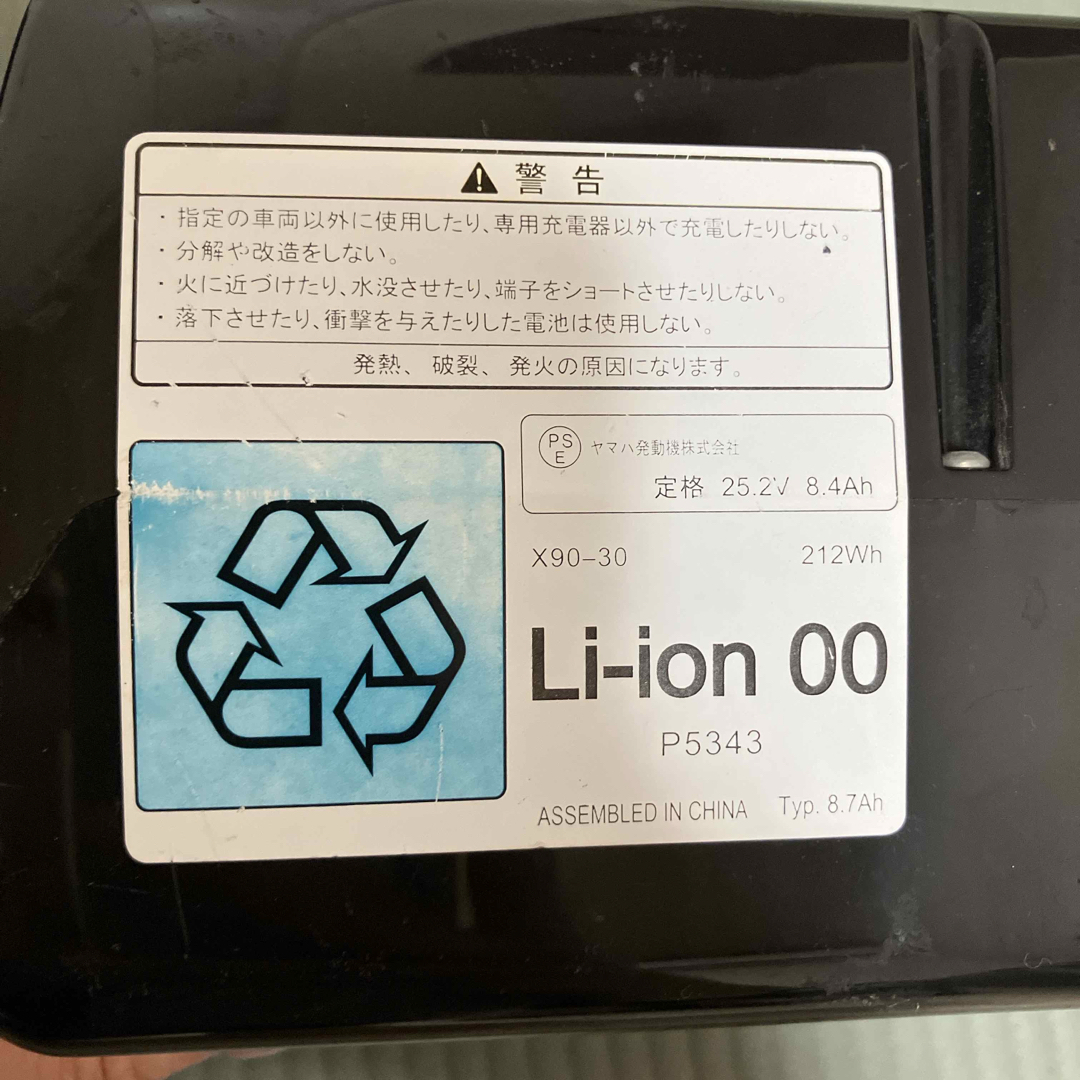 警告
・指定の車両以外に使用したり、専用充電器以外で充電したりしない。
・分解や改造をしない。
・火に近づけたり、水没させたり、端子をショートさせたりしない。
・落下させたり、衝撃を与えたりした電池は使用しない。
発熱、破裂、発火の原因になります。
PSE ヤマハ発動機株式会社
定格 25.2V 8.4Ah
X90-30 212Wh
Li-ion 00
P5343
ASSEMBLED IN CHINA Typ. 8.7Ah